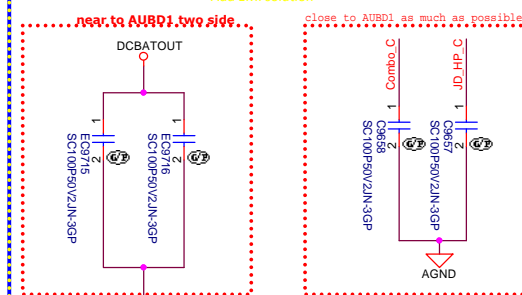 near to AUBD1 two side
DCBATOUT
1
2
EC9715
SC100P50V2JN-3GP
G/P
1
2
EC9716
SC100P50V2JN-3GP
G/P
close to AUBD1 as much as possible
Combo_C
JD_HP_C
1
2
C9658
SC100P50V2JN-3GP
G/P
1
2
C9657
SC100P50V2JN-3GP
G/P
AGND